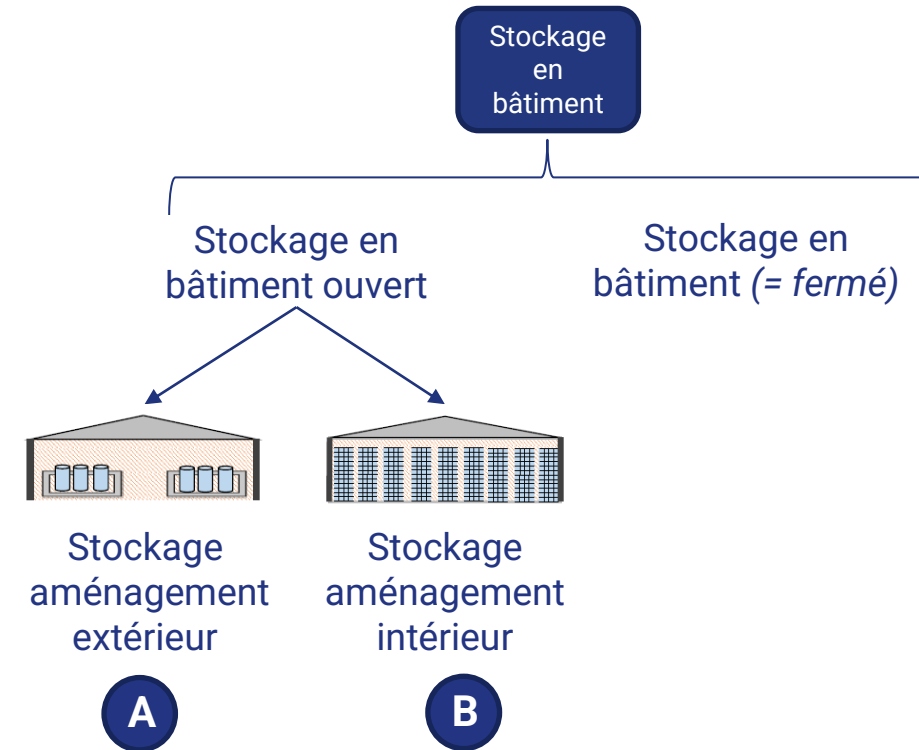 Stockage
en
bâtiment
Stockage en
bâtiment ouvert
Stockage en
bâtiment (= fermé)
Stockage
aménagement
extérieur
Stockage
aménagement
intérieur
A
B